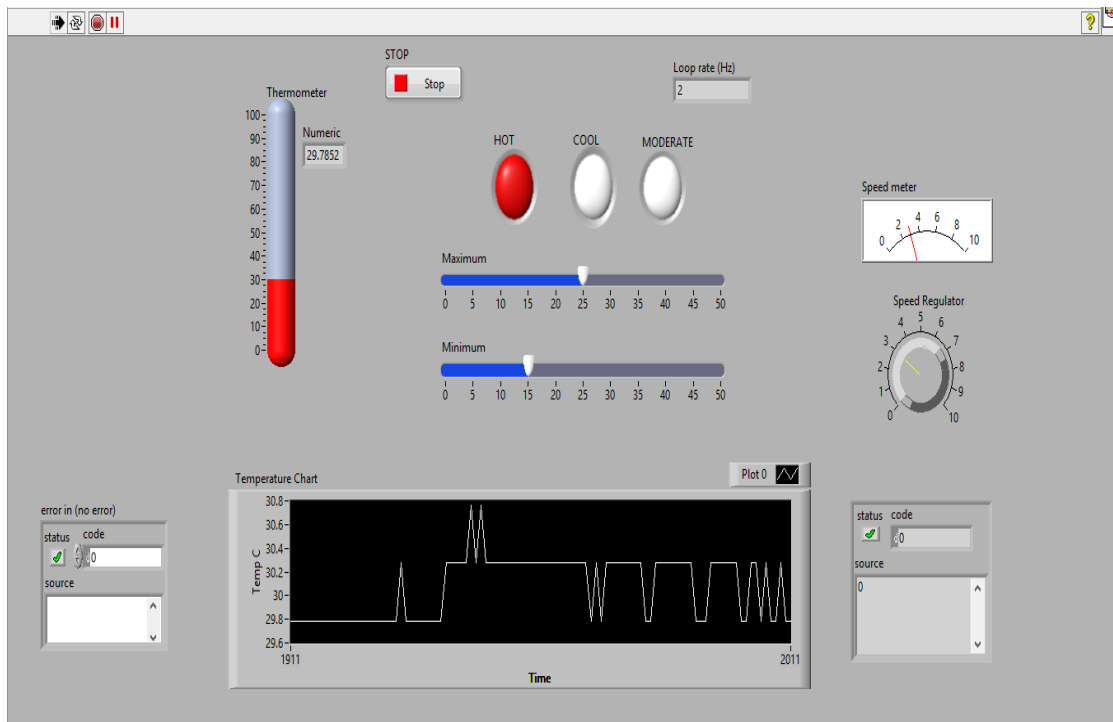 STOP
Stop
Loop rate (Hz)
2
Thermometer
100
90
80
70
60
50
40
30
20
10
0
Numeric
29.7852
HOT COOL MODERATE
Maximum
0 5 10 15 20 25 30 35 40 45 50
Minimum
0 5 10 15 20 25 30 35 40 45 50
Speed meter
0 2 4 6 8 10
Speed Regulator
0 1 2 3 4 5 6 7 8 9 10
Temperature Chart
Plot 0
Temp C
30.8
30.6
30.4
30.2
30
29.8
29.6
1911 2011
Time
error in (no error)
status code
0
source
status code
0
source
0